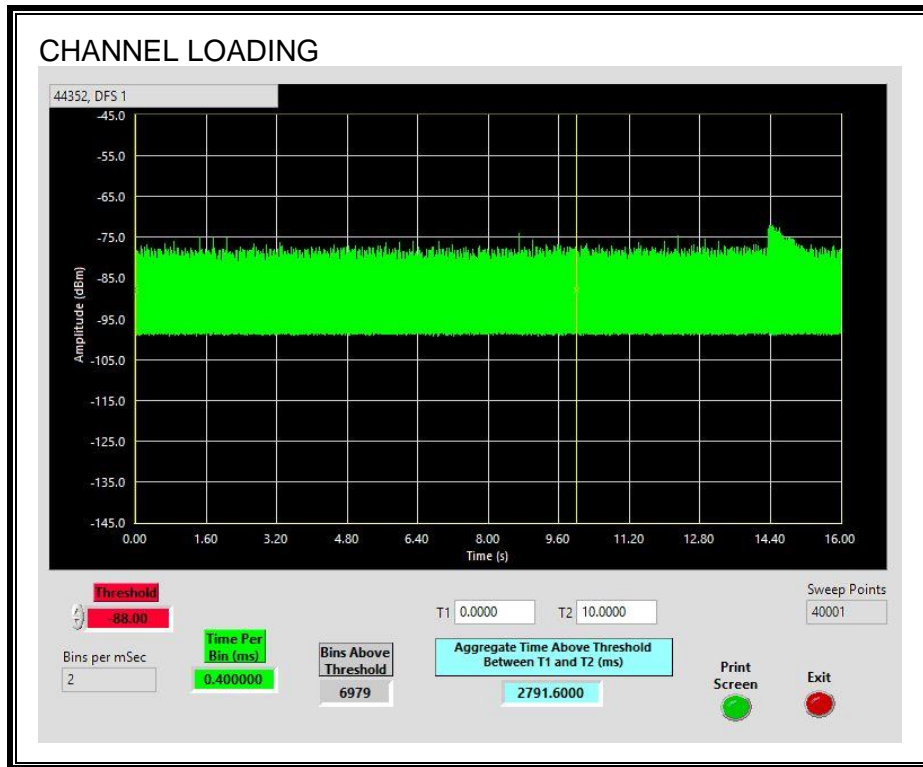 CHANNEL LOADING
44352, DFS 1
-45.0
-55.0
-65.0
-75.0
-85.0
-95.0
-105.0
-115.0
-125.0
-135.0
-145.0
Amplitude (dBm)
0.00 1.60 3.20 4.80 6.40 8.00 9.60 11.20 12.80 14.40 16.00
Time (s)
Threshold
-88.00
Bins per mSec
2
Time Per
Bin (ms)
0.400000
Bins Above
Threshold
6979
T1 0.0000 T2 10.0000
Aggregate Time Above Threshold
Between T1 and T2 (ms)
2791.6000
Print
Screen
Sweep Points
40001
Exit